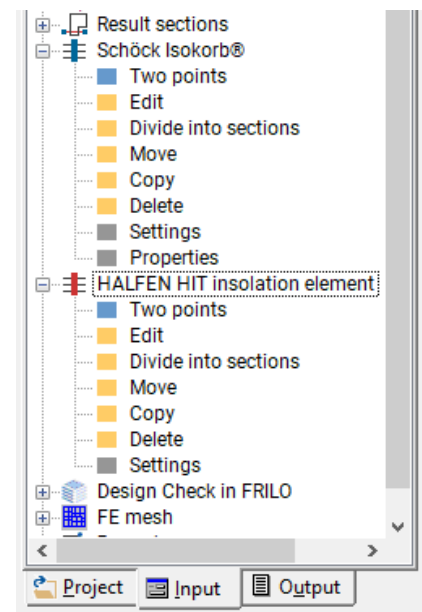 Result sections
Schöck Isokorb®
Two points
Edit
Divide into sections
Move
Copy
Delete
Settings
Properties
HALFEN HIT insolation element
Two points
Edit
Divide into sections
Move
Copy
Delete
Settings
Design Check in FRILO
FE mesh
Project Input Output